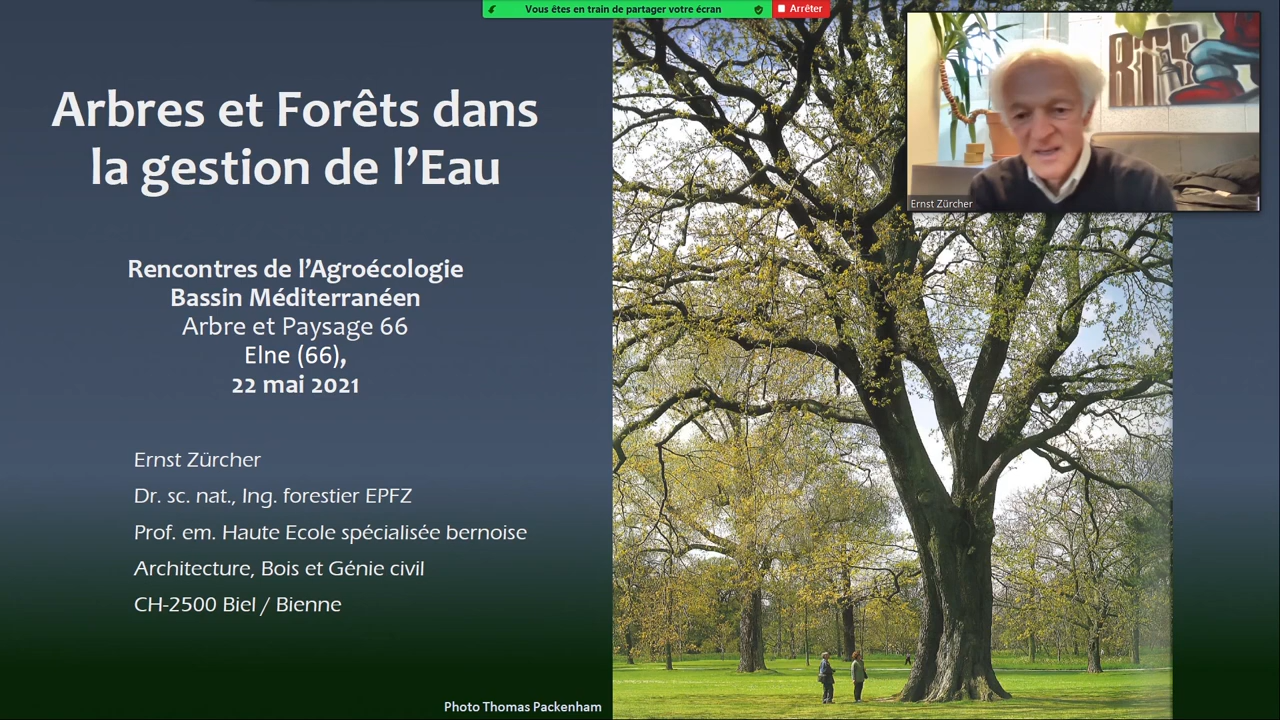 Vous êtes en train de partager votre écran
Arrêter
Arbres et Forêts dans
la gestion de l’Eau
Rencontres de l’Agroécologie
Bassin Méditerranéen
Arbre et Paysage 66
Elne (66),
22 mai 2021
Ernst Zürcher
Dr. sc. nat., Ing. forestier EPFZ
Prof. em. Haute Ecole spécialisée bernoise
Architecture, Bois et Génie civil
CH-2500 Biel / Bienne
Photo Thomas Packenham
Ernst Zürcher